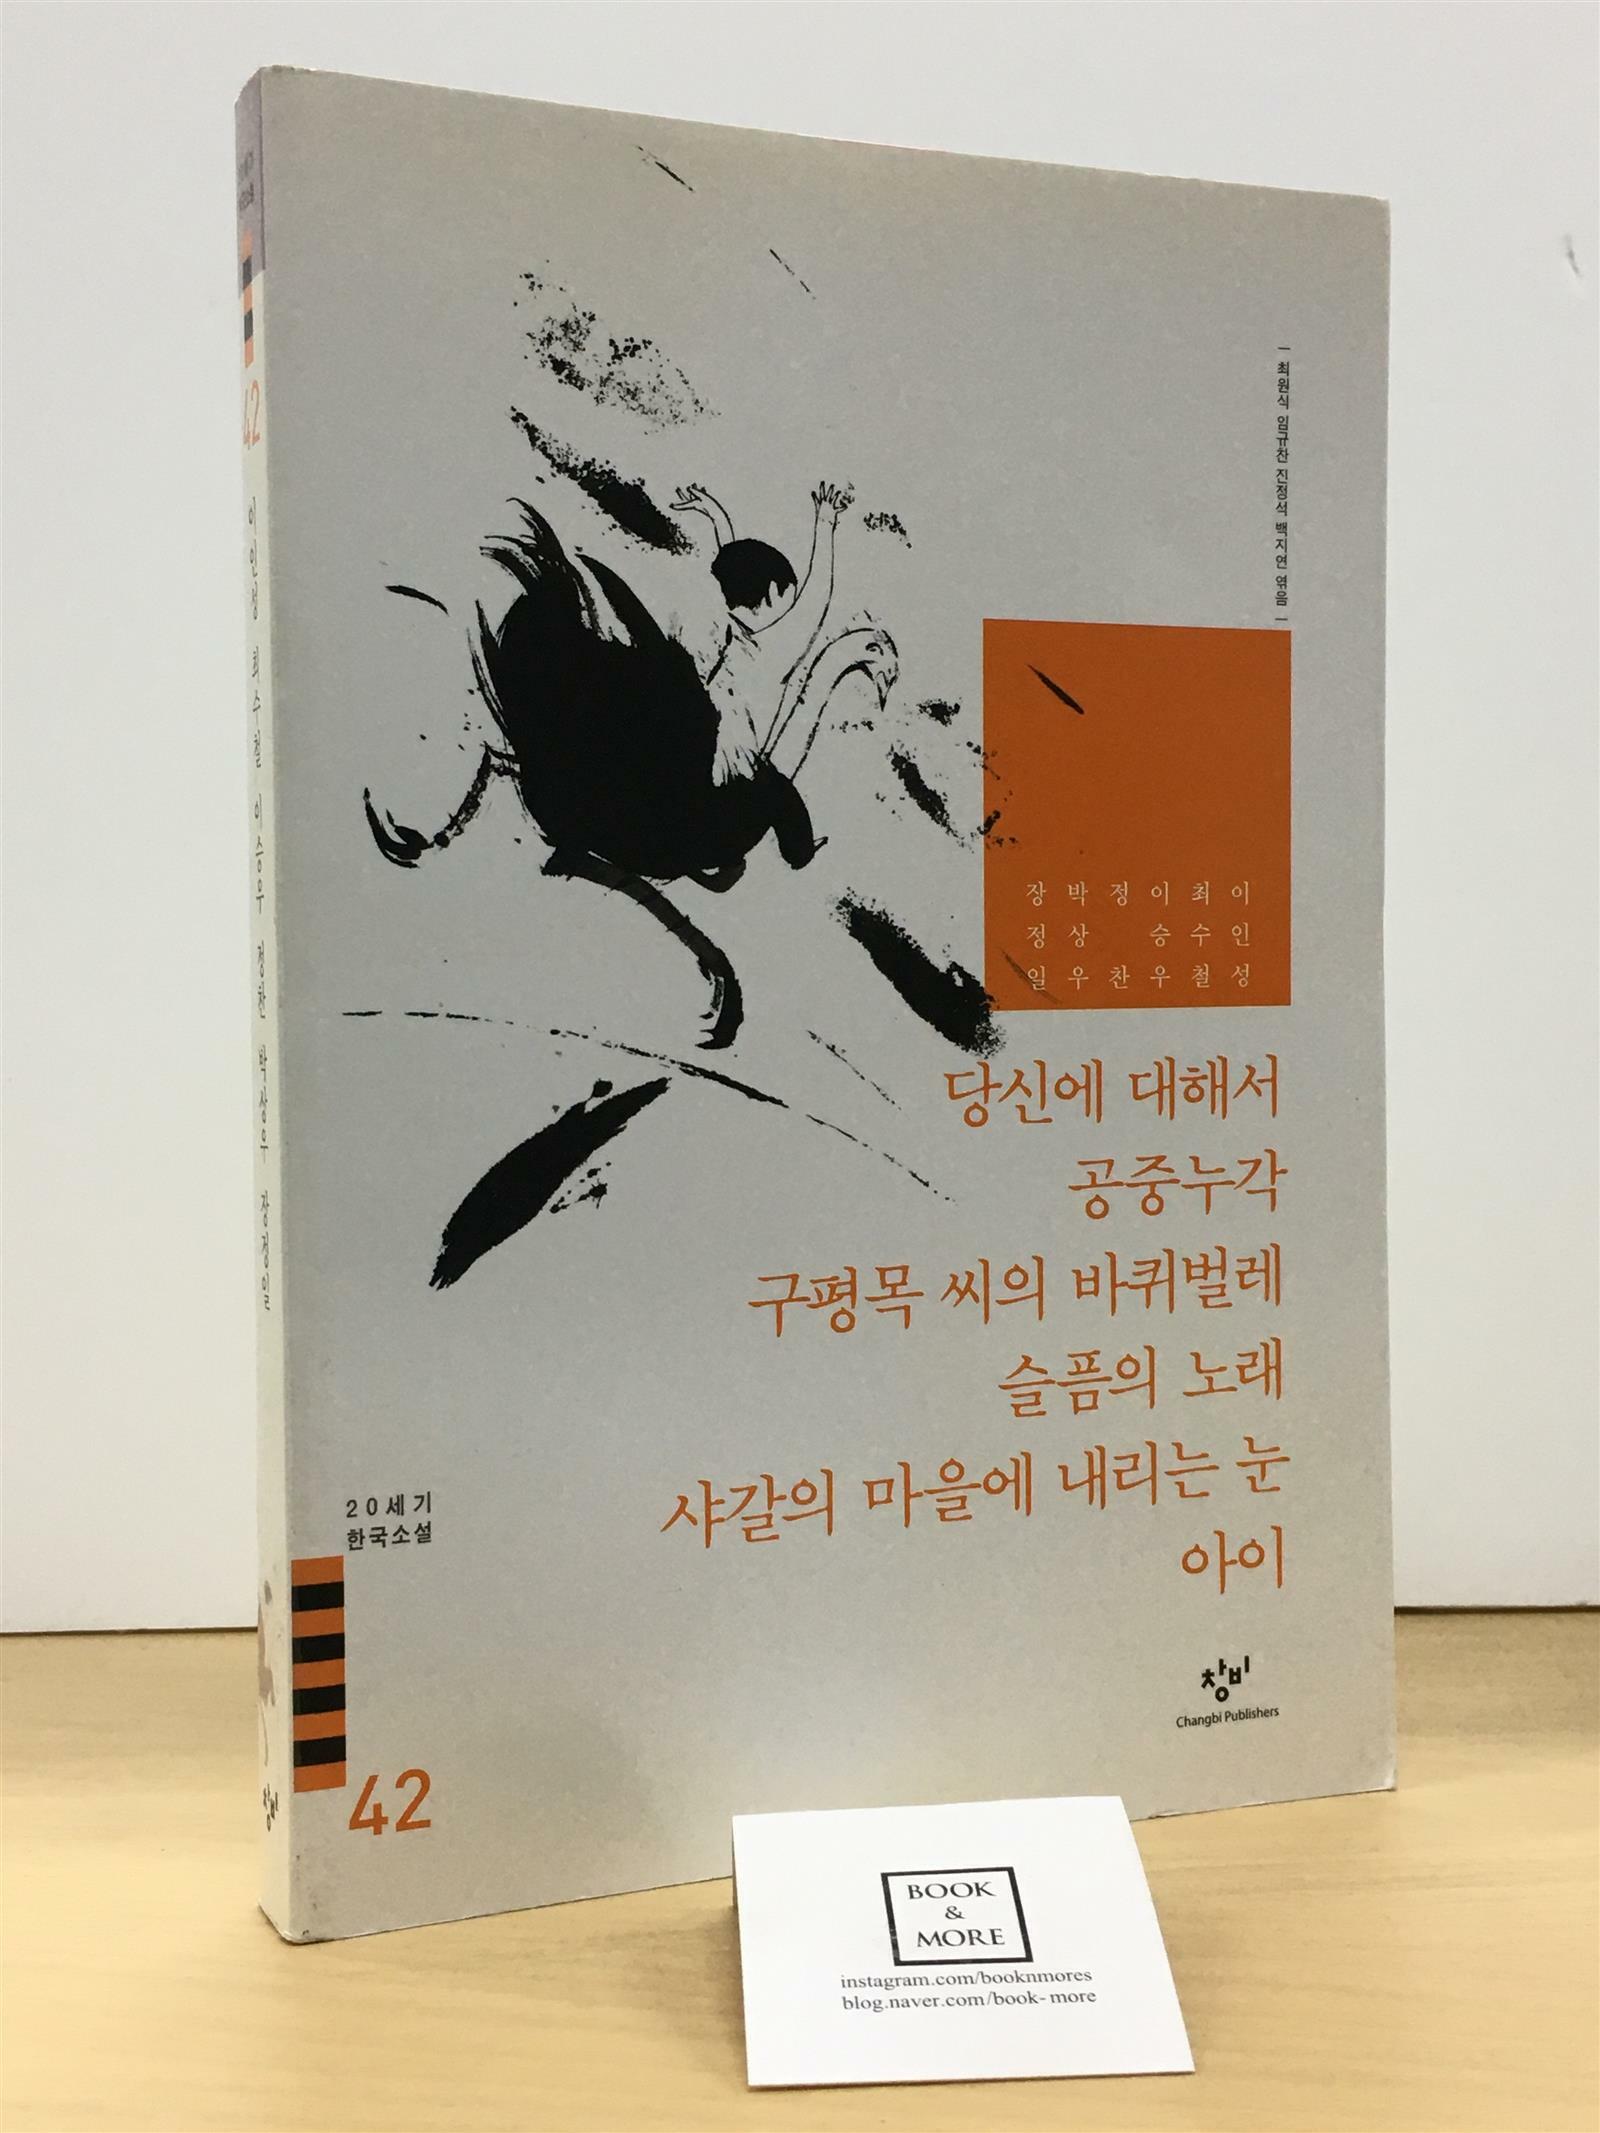 42
이인성 최수철 이승우 정찬 박상우 장정일
창비
최원식 임규찬 진정석 백지연 엮음
이인성
최수철
이승우
정찬
박상우
장정일
당신에 대해서
공중누각
구평목 씨의 바퀴벌레
슬픔의 노래
샤갈의 마을에 내리는 눈
아이
20세기
한국소설
42
창비
Changbi Publishers
BOOK
&
MORE
instagram.com/booknmores
blog.naver.com/book-more